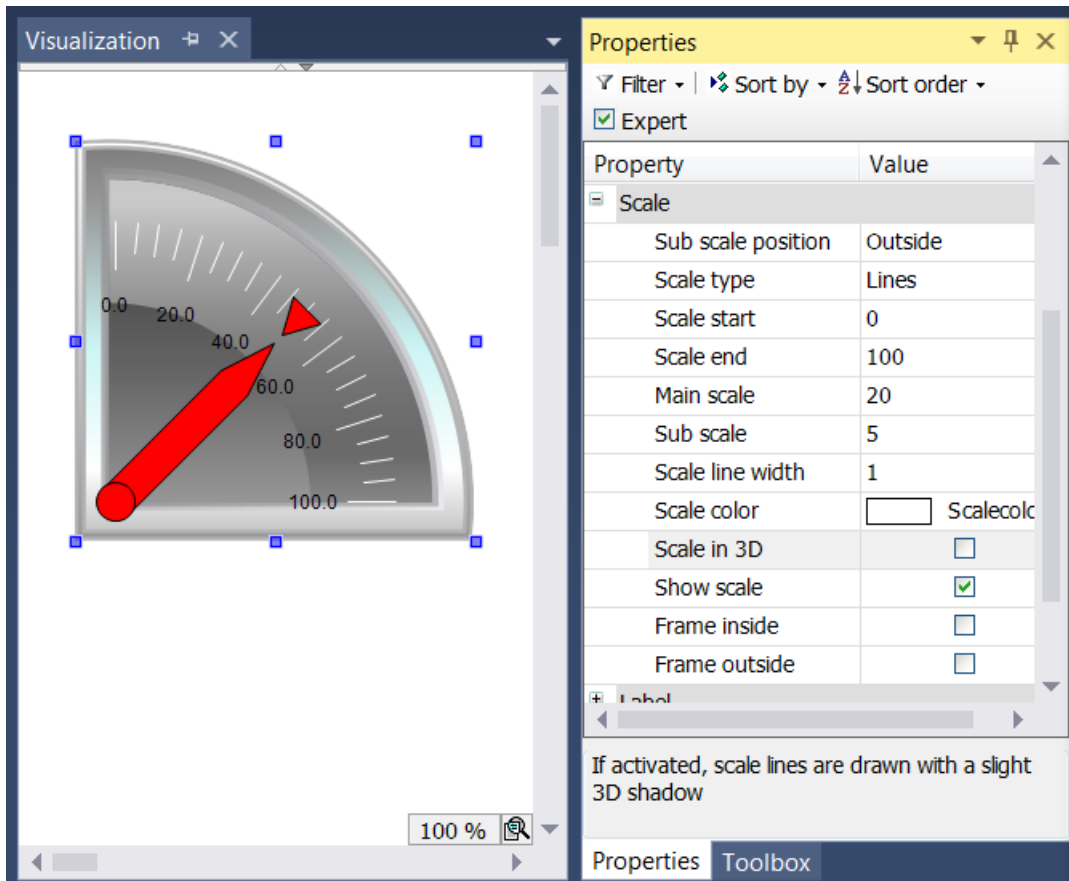 Visualization
0.0
20.0
40.0
60.0
80.0
100.0
100 %
Properties
Filter Sort by Sort order
Expert
Property Value
Scale
Sub scale position Outside
Scale type Lines
Scale start 0
Scale end 100
Main scale 20
Sub scale 5
Scale line width 1
Scale color Scalecolo
Scale in 3D
Show scale
Frame inside
Frame outside
Label
If activated, scale lines are drawn with a slight
3D shadow
Properties Toolbox